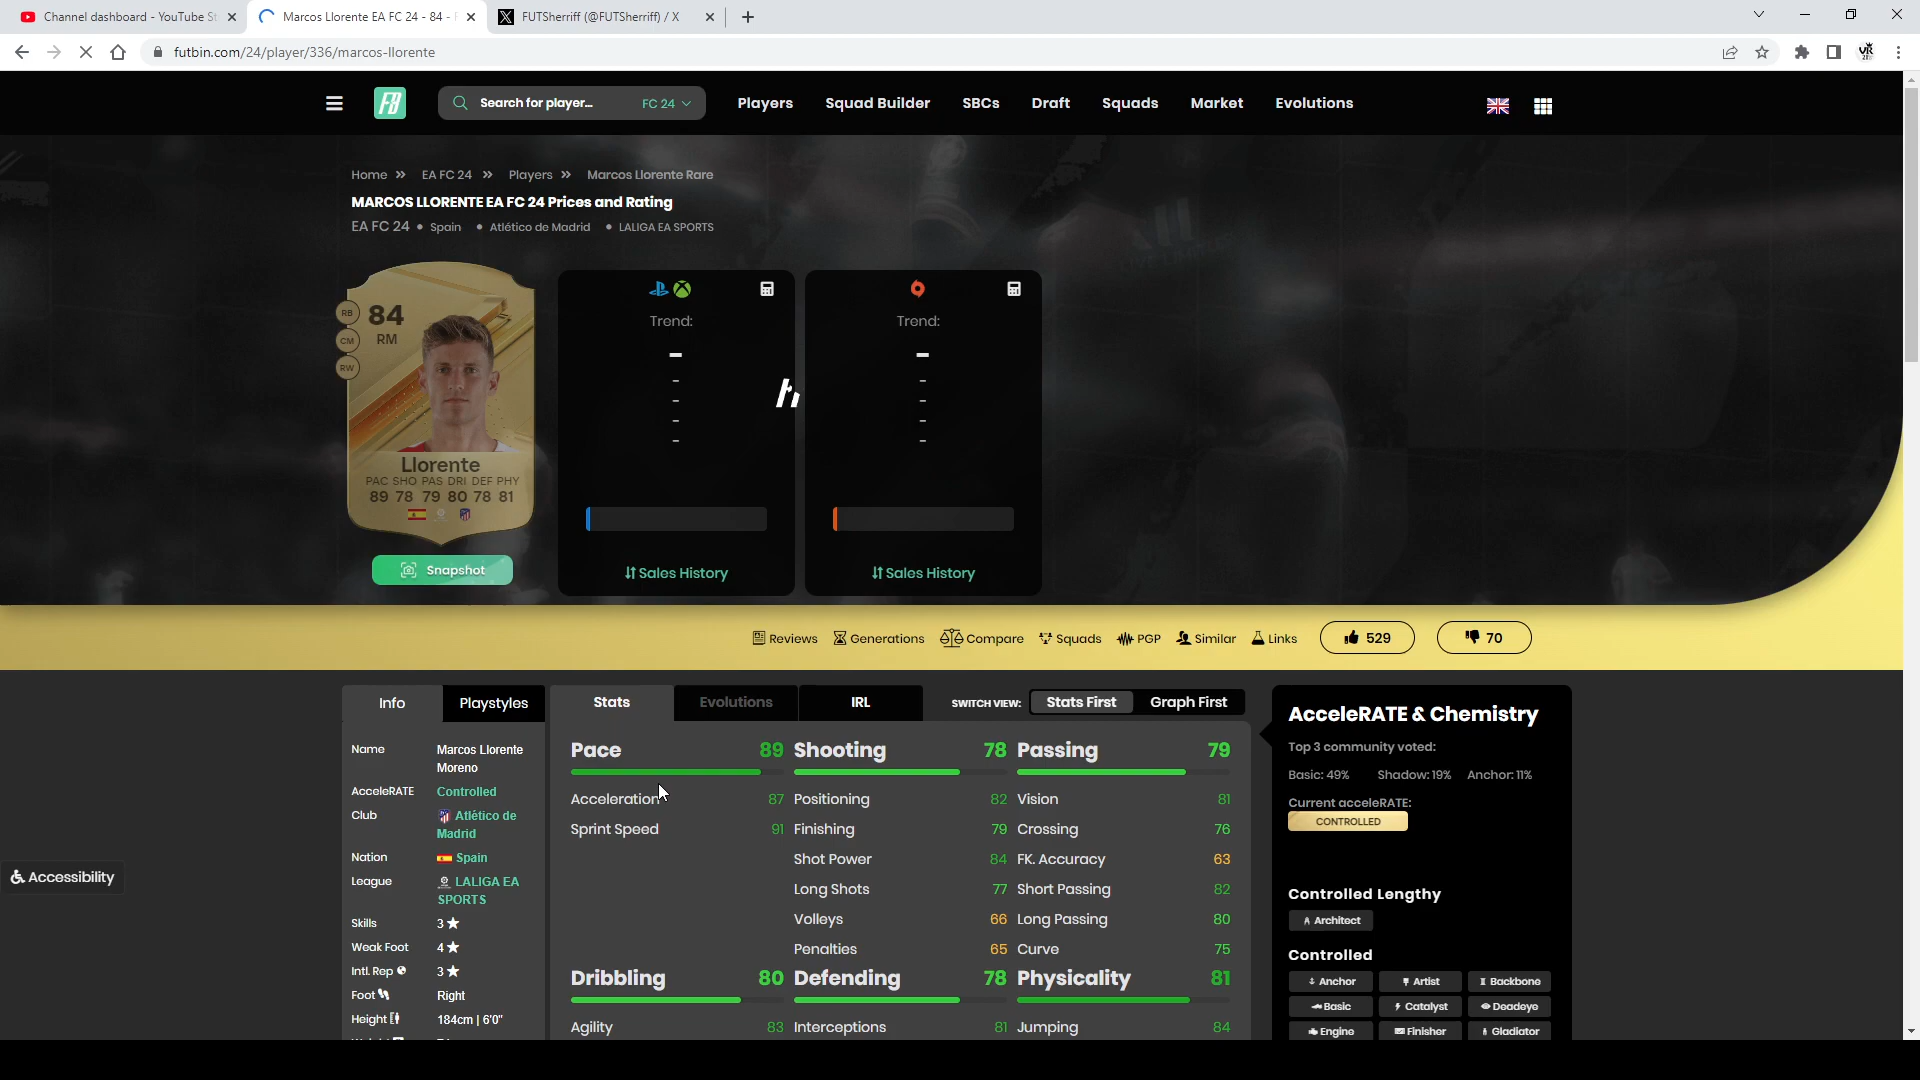 Channel dashboard - YouTube St
Marcos Llorente EA FC 24 - 84 - F
FUTSherriff (@FUTSherriff) / X
futbin.com/24/player/336/marcos-llorente
FB
Search for player...
FC 24
Players
Squad Builder
SBCs
Draft
Squads
Market
Evolutions
Home » EA FC 24 » Players » Marcos Llorente Rare
MARCOS LLORENTE EA FC 24 Prices and Rating
EA FC 24 • Spain • Atlético de Madrid • LALIGA EA SPORTS
RB
CM
RW
84
RM
Llorente
PAC SHO PAS DRI DEF PHY
89 78 79 80 78 81
Snapshot
Trend:
-
-
-
-
-
Sales History
Trend:
-
-
-
-
-
Sales History
Reviews
Generations
Compare
Squads
PGP
Similar
Links
529
70
Info
Playstyles
Name Marcos Llorente
Moreno
AcceleRATE Controlled
Club Atlético de
Madrid
Nation Spain
League LALIGA EA
SPORTS
Skills 3
Weak Foot 4
Intl. Rep 3
Foot Right
Height 184cm | 6'0"
Stats
Evolutions
IRL
SWITCH VIEW:
Stats First
Graph First
Pace 89
Acceleration 87
Sprint Speed 91
Shooting 78
Positioning 82
Finishing 79
Shot Power 84
Long Shots 77
Volleys 66
Penalties 65
Passing 79
Vision 81
Crossing 76
FK. Accuracy 63
Short Passing 82
Long Passing 80
Curve 75
Dribbling 80
Agility 83
Defending 78
Interceptions 81
Physicality 81
Jumping 84
AcceleRATE & Chemistry
Top 3 community voted:
Basic: 49% Shadow: 19% Anchor: 11%
Current acceleRATE:
CONTROLLED
Controlled Lengthy
Architect
Controlled
Anchor Artist Backbone
Basic Catalyst Deadeye
Engine Finisher Gladiator
Accessibility